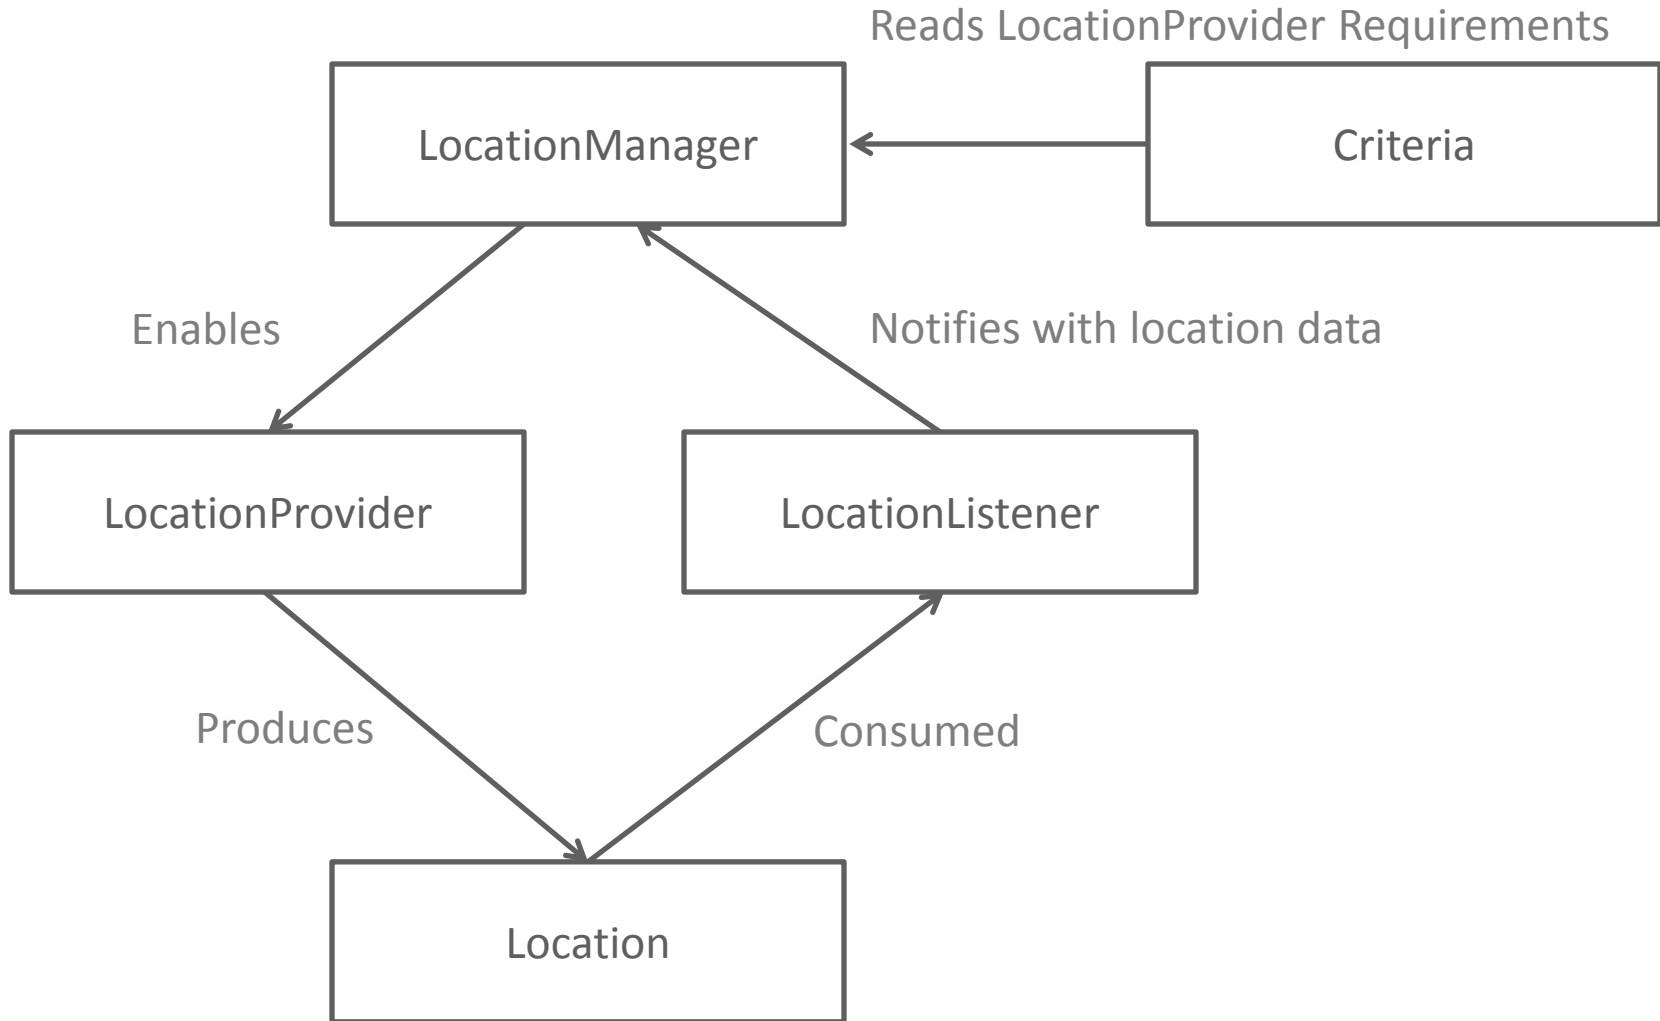 Reads LocationProvider Requirements
LocationManager
Criteria
Enables
Notifies with location data
LocationProvider
LocationListener
Produces
Consumed
Location